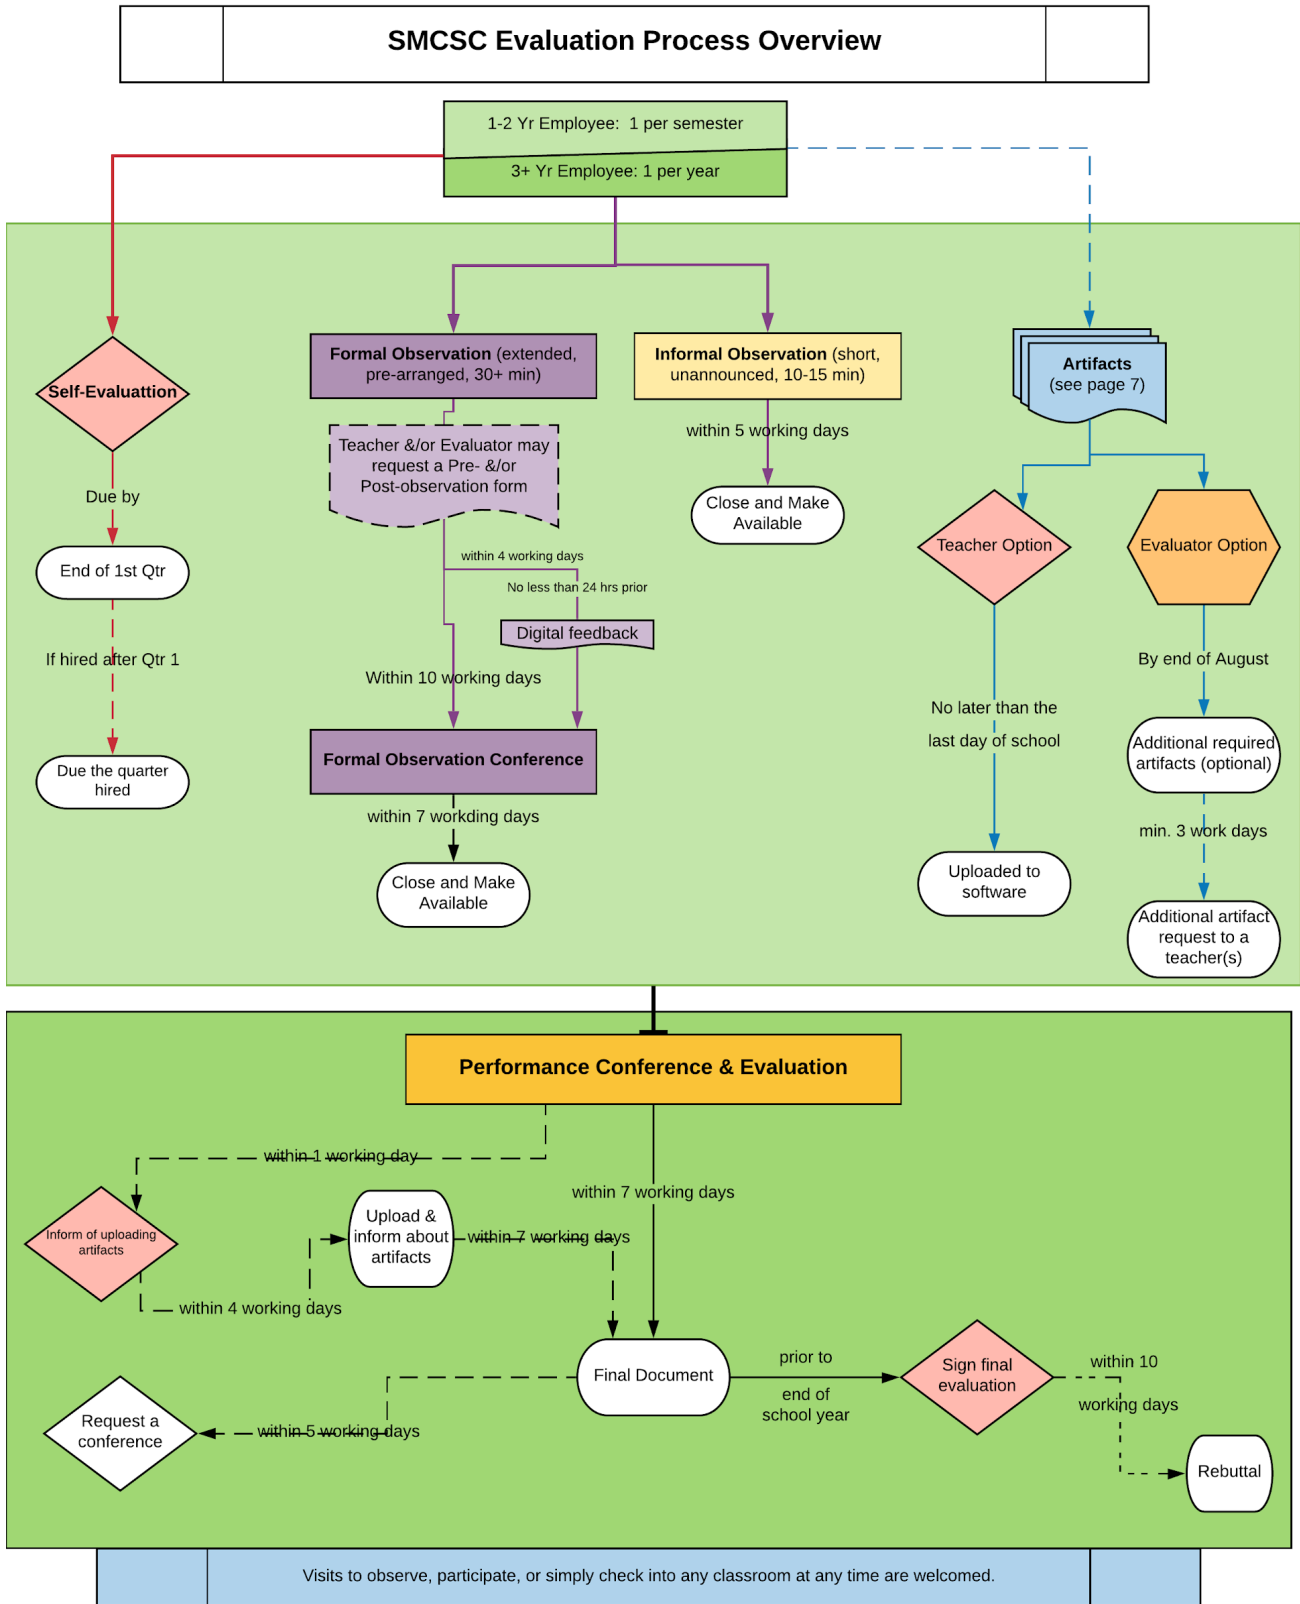 SMCSC Evaluation Process Overview
1-2 Yr Employee:  1 per semester
3+ Yr Employee: 1 per year
Self-Evaluattion
Due by
End of 1st Qtr
If hired after Qtr 1
Due the quarter
hired
Formal Observation (extended,
pre-arranged, 30+ min)
Teacher &/or Evaluator may
request a Pre- &/or
Post-observation form
within 4 working days
No less than 24 hrs prior
Digital feedback
Within 10 working days
Formal Observation Conference
within 7 workding days
Close and Make
Available
Informal Observation (short,
unannounced, 10-15 min)
within 5 working days
Close and Make
Available
Artifacts
(see page 7)
Teacher Option
No later than the
last day of school
Uploaded to
software
Evaluator Option
By end of August
Additional required
artifacts (optional)
min. 3 work days
Additional artifact
request to a
teacher(s)
Performance Conference & Evaluation
within 1 working day
Inform of uploading
artifacts
within 4 working days
Upload &
inform about
artifacts
within 7 working days
within 7 working days
Final Document
within 5 working days
Request a
conference
prior to
end of
school year
Sign final
evaluation
within 10
working days
Rebuttal
Visits to observe, participate, or simply check into any classroom at any time are welcomed.